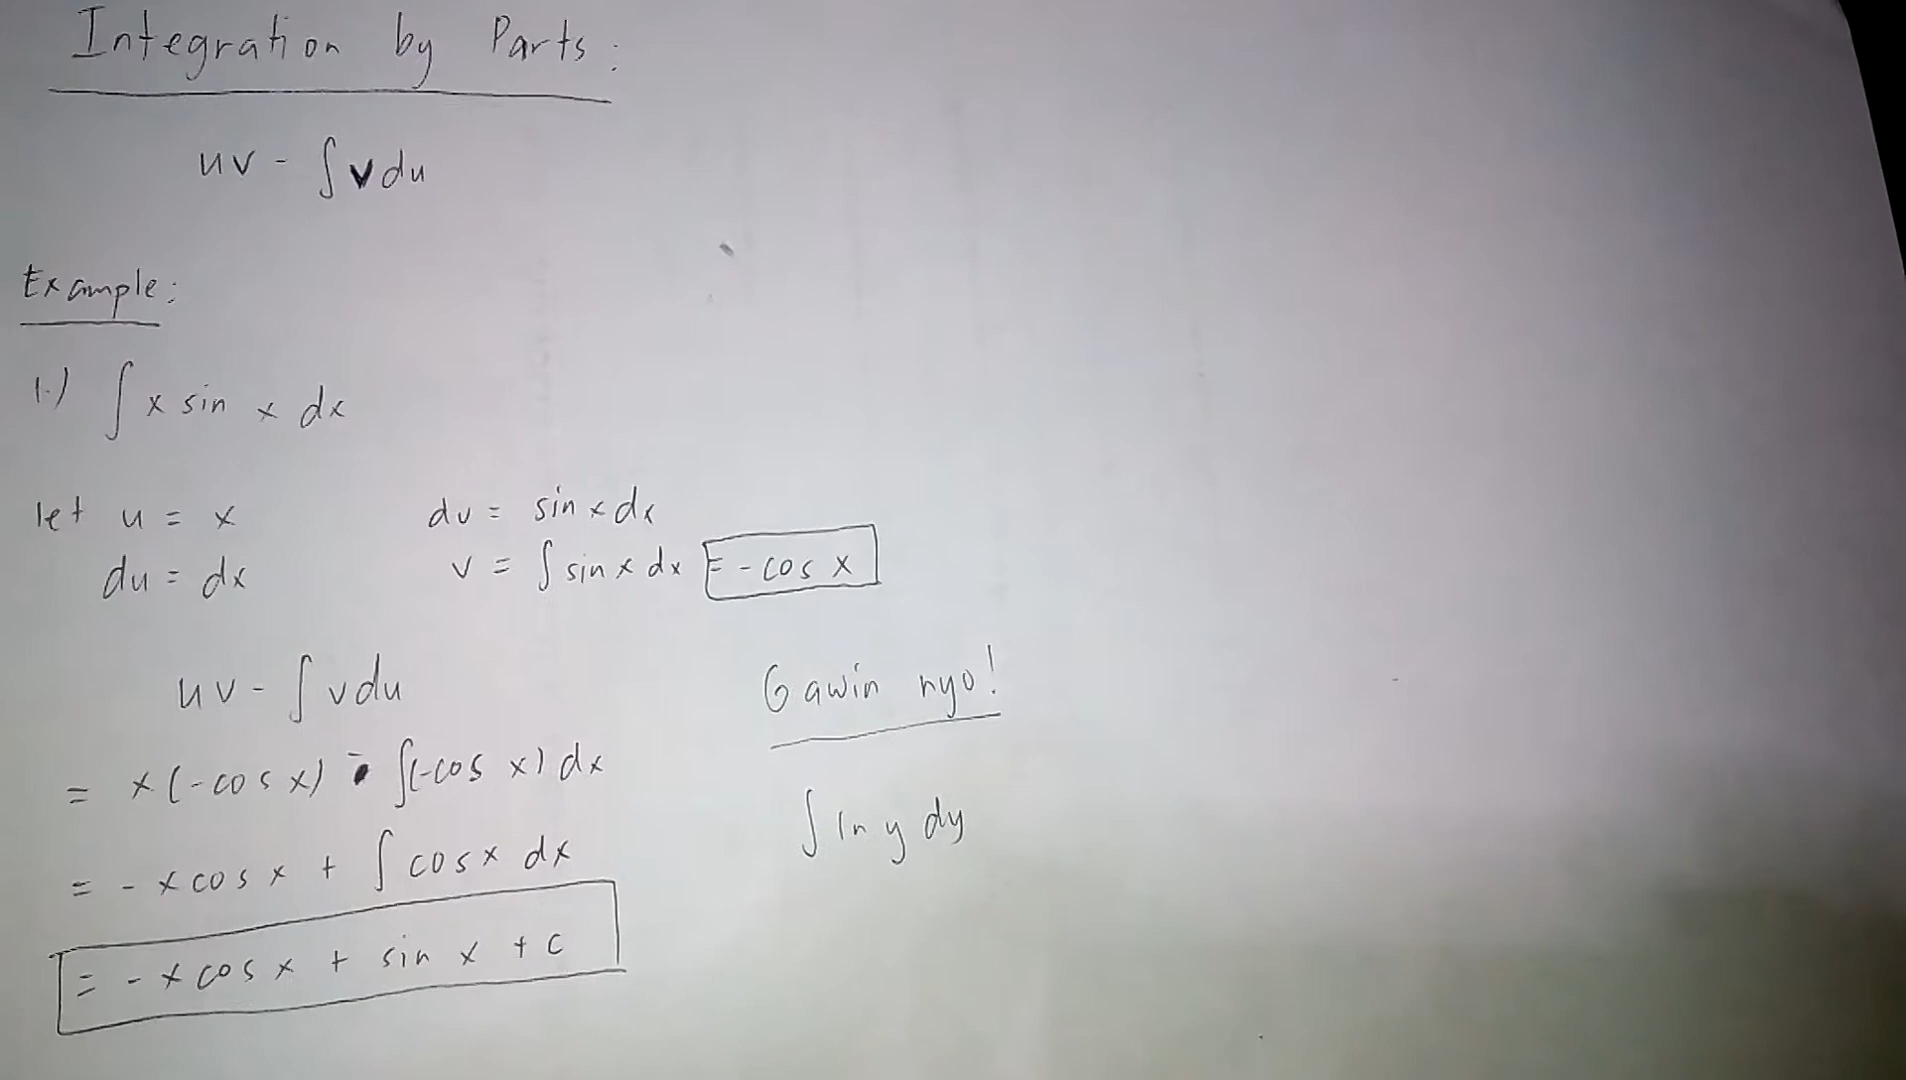 Integration by Parts:
uv - ∫vdu
Example:
1.) ∫ x sin x dx
let u = x
du = dx
dv = sin x dx
v = ∫ sin x dx = - cos x
uv - ∫ vdu
= x(-cos x) - ∫(-cos x) dx
= - x cos x + ∫ cos x dx
= - x cos x + sin x + c
Gawin nyo!
∫ ln y dy